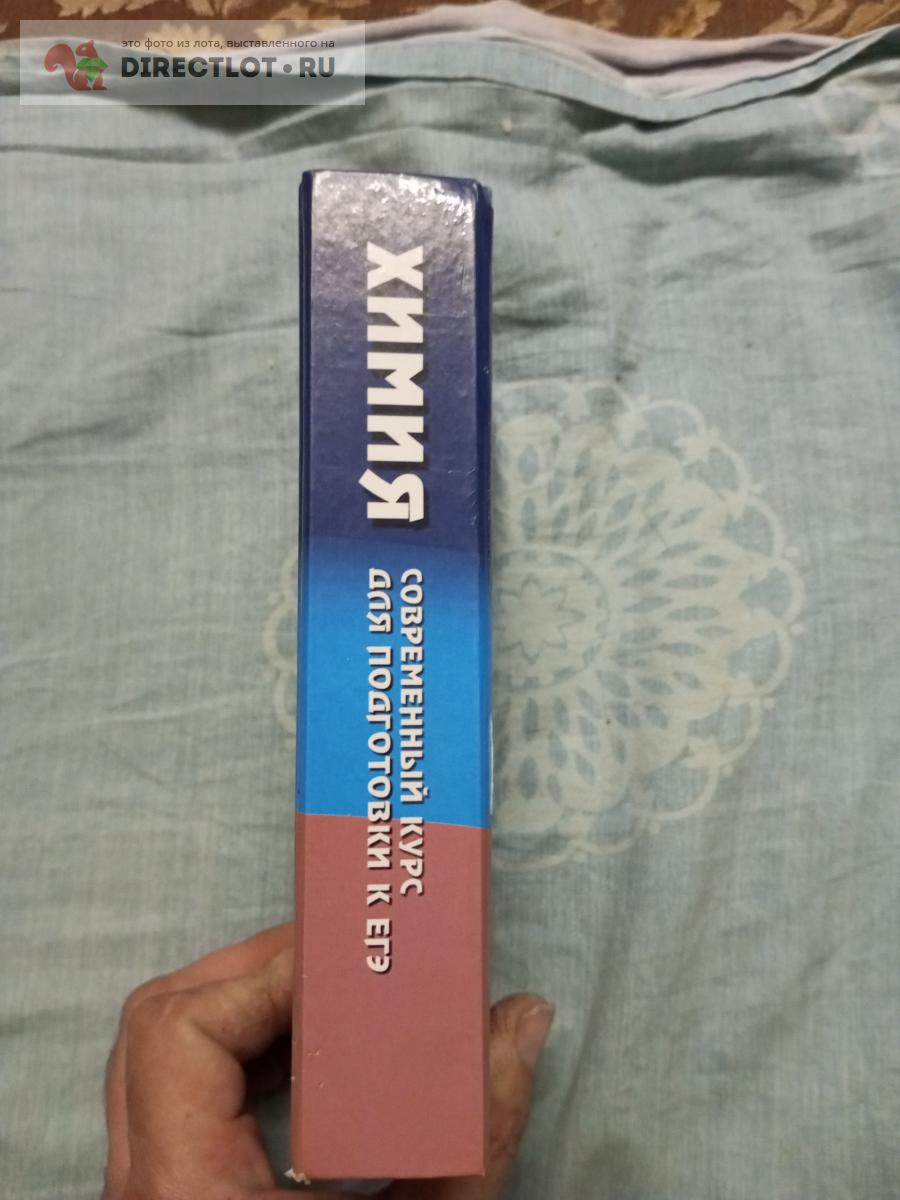 это фото из лота, выставленного на
DIRECTLOT.RU
ХИМИЯ
СОВРЕМЕННЫЙ КУРС
ДЛЯ ПОДГОТОВКИ К ЕГЭ